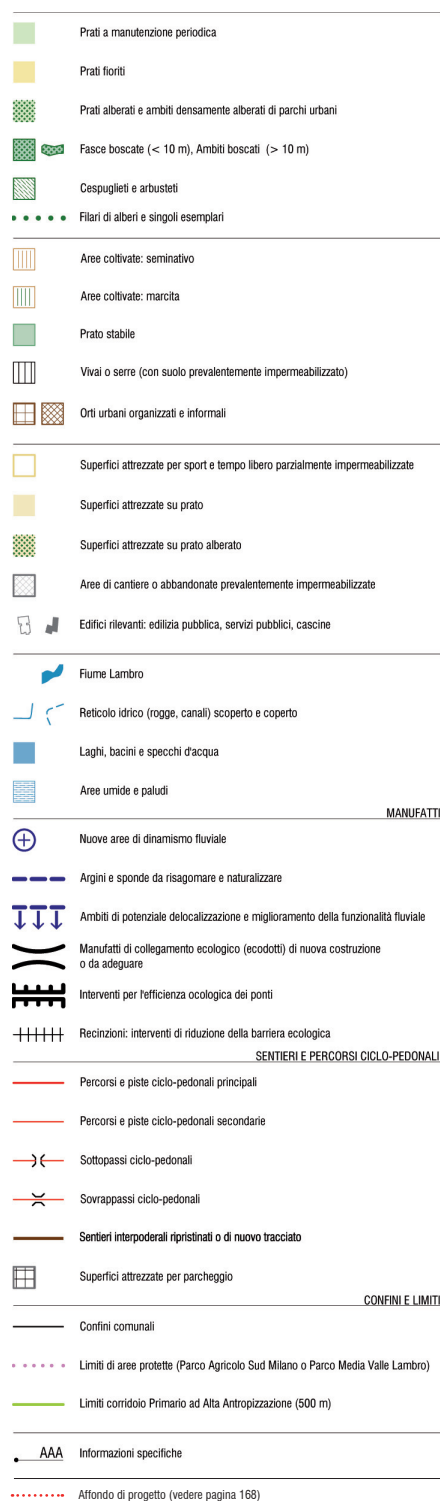 Prati a manutenzione periodica
Prati fioriti
Prati alberati e ambiti densamente alberati di parchi urbani
Fasce boscate (< 10 m), Ambiti boscati (> 10 m)
Cespuglieti e arbusteti
Filari di alberi e singoli esemplari
Aree coltivate: seminativo
Aree coltivate: marcita
Prato stabile
Vivai o serre (con suolo prevalentemente impermeabilizzato)
Orti urbani organizzati e informali
Superfici attrezzate per sport e tempo libero parzialmente impermeabilizzate
Superfici attrezzate su prato
Superfici attrezzate su prato alberato
Aree di cantiere o abbandonate prevalentemente impermeabilizzate
Edifici rilevanti: edilizia pubblica, servizi pubblici, cascine
Fiume Lambro
Reticolo idrico (rogge, canali) scoperto e coperto
Laghi, bacini e specchi d'acqua
Aree umide e paludi
MANUFATTI
Nuove aree di dinamismo fluviale
Argini e sponde da risagomare e naturalizzare
Ambiti di potenziale delocalizzazione e miglioramento della funzionalità fluviale
Manufatti di collegamento ecologico (ecodotti) di nuova costruzione
o da adeguare
Interventi per l'efficienza ocologica dei ponti
Recinzioni: interventi di riduzione della barriera ecologica
SENTIERI E PERCORSI CICLO-PEDONALI
Percorsi e piste ciclo-pedonali principali
Percorsi e piste ciclo-pedonali secondarie
Sottopassi ciclo-pedonali
Sovrappassi ciclo-pedonali
Sentieri interpoderali ripristinati o di nuovo tracciato
Superfici attrezzate per parcheggio
CONFINI E LIMITI
Confini comunali
Limiti di aree protette (Parco Agricolo Sud Milano o Parco Media Valle Lambro)
Limiti corridoio Primario ad Alta Antropizzazione (500 m)
AAA Informazioni specifiche
Affondo di progetto (vedere pagina 168)